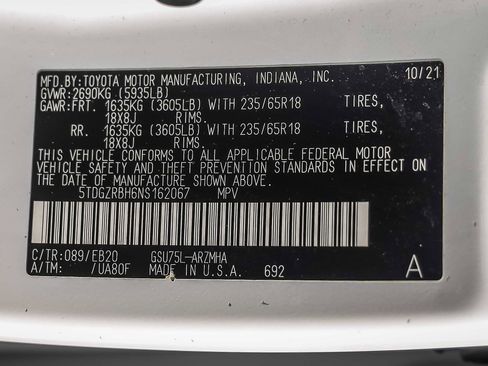 MFD.BY:TOYOTA MOTOR MANUFACTURING, INDIANA, INC. 10/21
GVWR:2690KG (5935LB)
GAWR:FRT. 1635KG (3605LB) WITH 235/65R18 TIRES,
18X8J RIMS.
RR. 1635KG (3605LB) WITH 235/65R18 TIRES,
18X8J RIMS.
THIS VEHICLE CONFORMS TO ALL APPLICABLE FEDERAL MOTOR
VEHICLE SAFETY AND THEFT PREVENTION STANDARDS IN EFFECT ON
THE DATE OF MANUFACTURE SHOWN ABOVE.
5TDGZRBH6NS162067 MPV
C/TR:089/EB20 GSU75L-ARZMHA
A/TM: /UA80F MADE IN U.S.A. 692 A